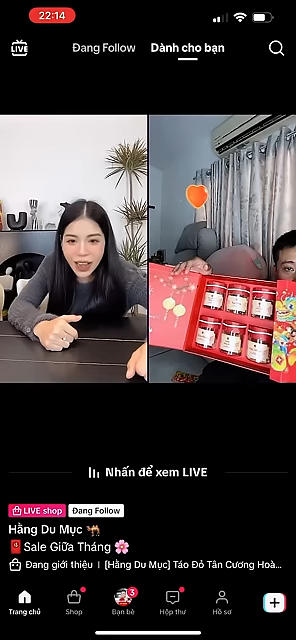 22:14
LIVE
Đang Follow
Dành cho bạn
Nhấn để xem LIVE
LIVE shop
Đang Follow
Hằng Du Mục 🐫
🧧Sale Giữa Tháng 🌸
Đang giới thiệu | [Hằng Du Mục] Táo Đỏ Tân Cương Hoà...
3
Trang chủ
Shop
Bạn bè
Hộp thư
Hồ sơ